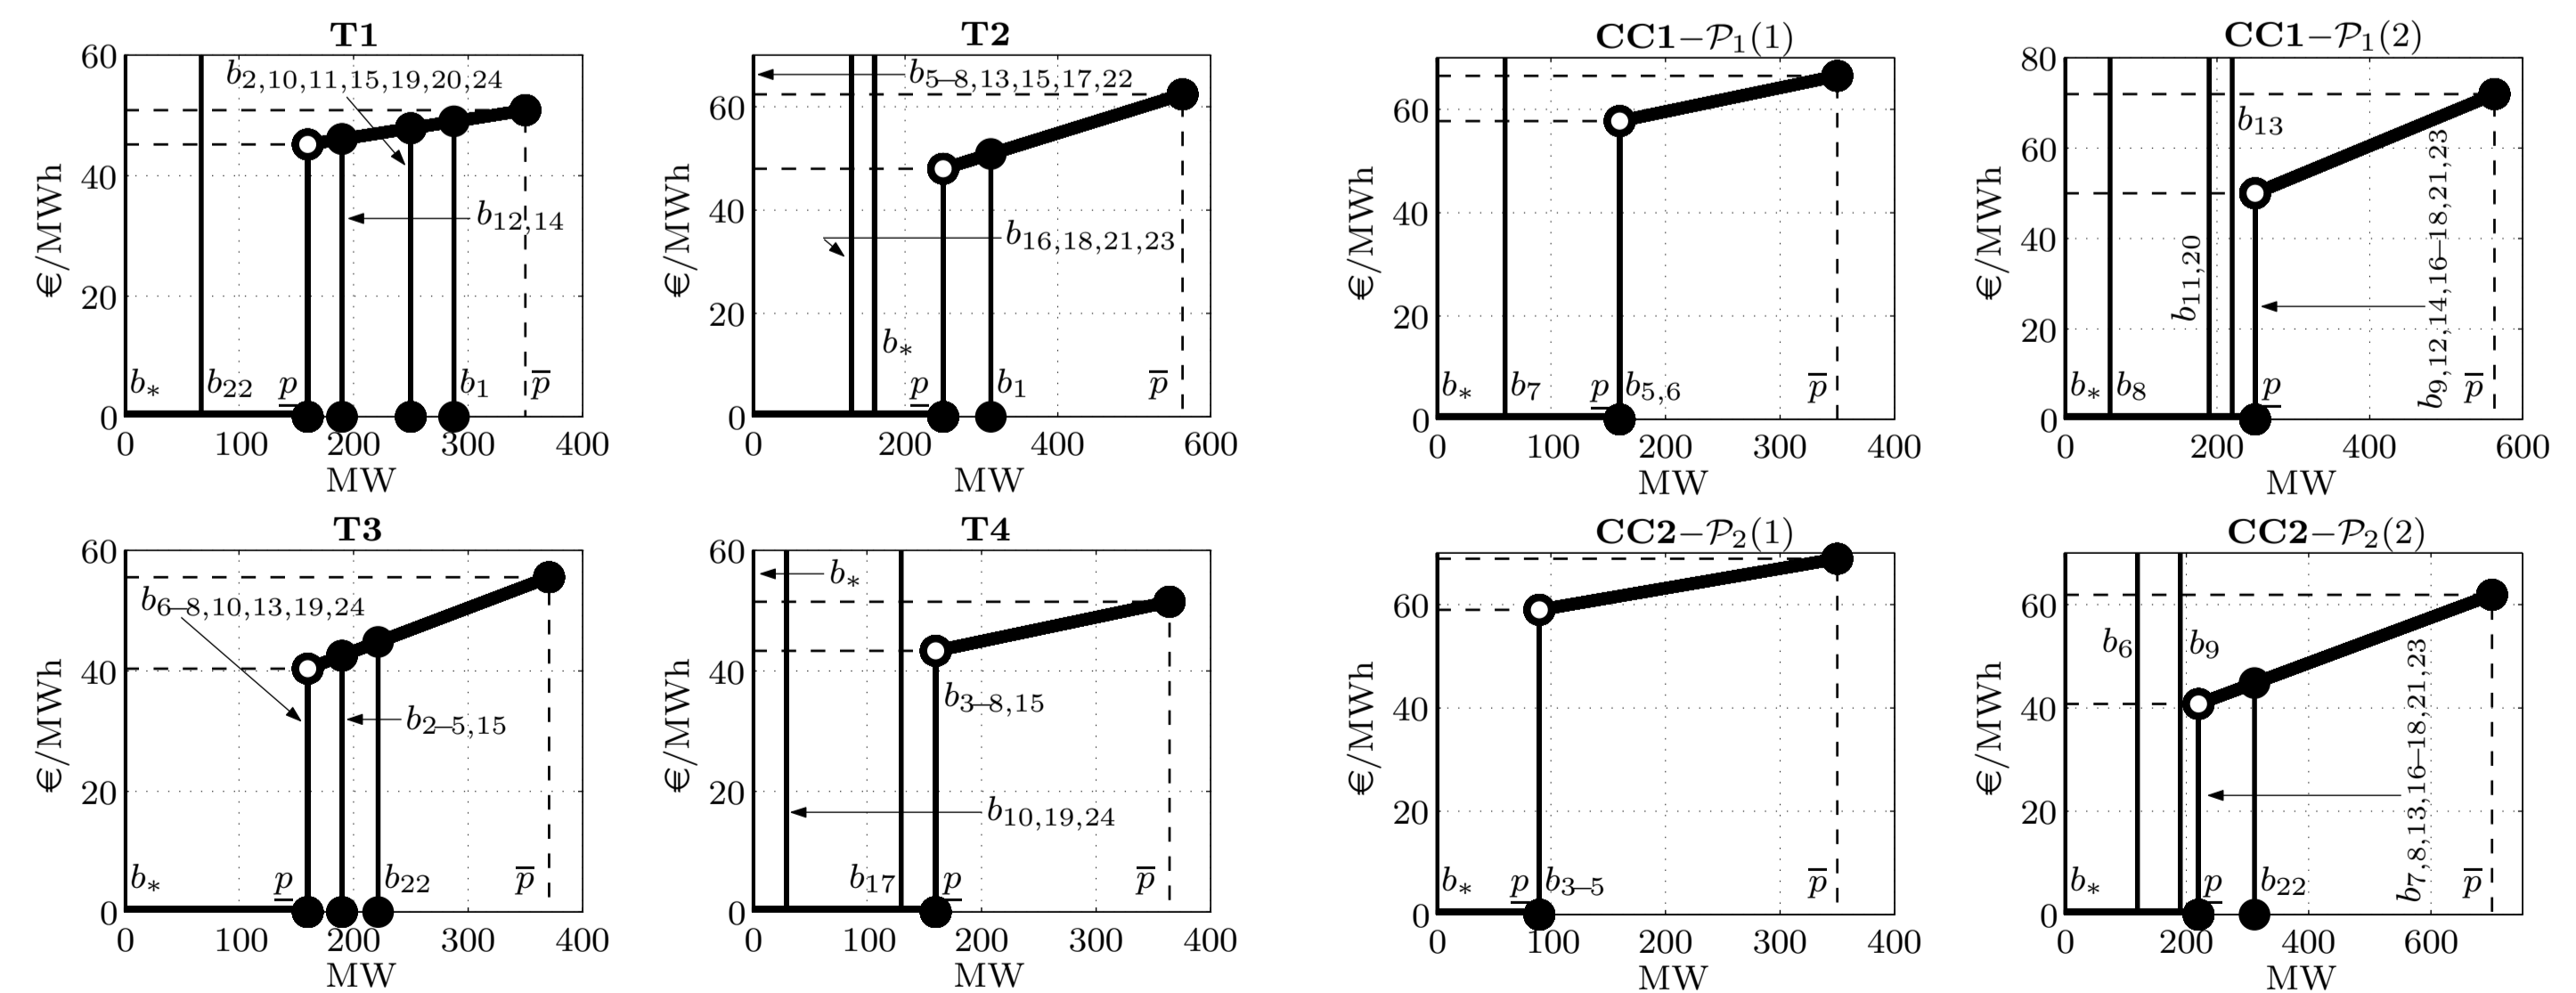 T1
€/MWh
60
40
20
0
b2,10,11,15,19,20,24
b12,14
b*
b22
p
b1
p̅
0 100 200 300 400
MW
T2
€/MWh
60
40
20
0
b5–8,13,15,17,22
b16,18,21,23
b*
p
b1
p̅
0 200 400 600
MW
CC1–𝒫1(1)
€/MWh
60
40
20
0
b*
b7
p
b5,6
p̅
0 100 200 300 400
MW
CC1–𝒫1(2)
€/MWh
80
60
40
20
0
b13
b11,20
b9,12,14,16–18,21,23
b*
b8
p
p̅
0 200 400 600
MW
T3
€/MWh
60
40
20
0
b6–8,10,13,19,24
b2–5,15
b*
p
b22
p̅
0 100 200 300 400
MW
T4
€/MWh
60
40
20
0
b*
b3–8,15
b10,19,24
b17
p
p̅
0 100 200 300 400
MW
CC2–𝒫2(1)
€/MWh
60
40
20
0
b*
p
b3–5
p̅
0 100 200 300 400
MW
CC2–𝒫2(2)
€/MWh
60
40
20
0
b6
b9
b7,8,13,16–18,21,23
b*
p
b22
p̅
0 200 400 600
MW